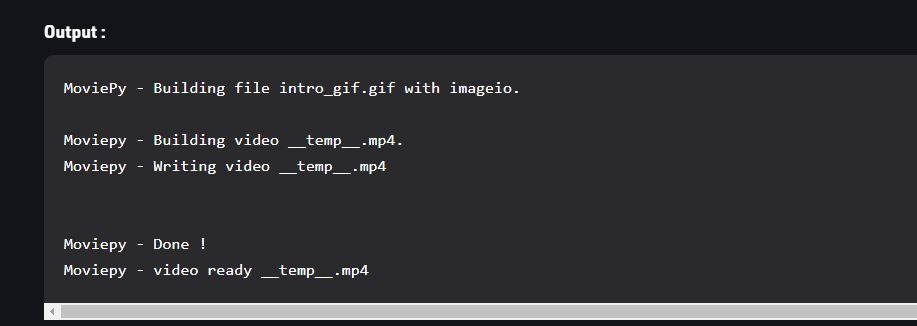 Output :
MoviePy - Building file intro_gif.gif with imageio.
Moviepy - Building video __temp__.mp4.
Moviepy - Writing video __temp__.mp4
Moviepy - Done !
Moviepy - video ready __temp__.mp4